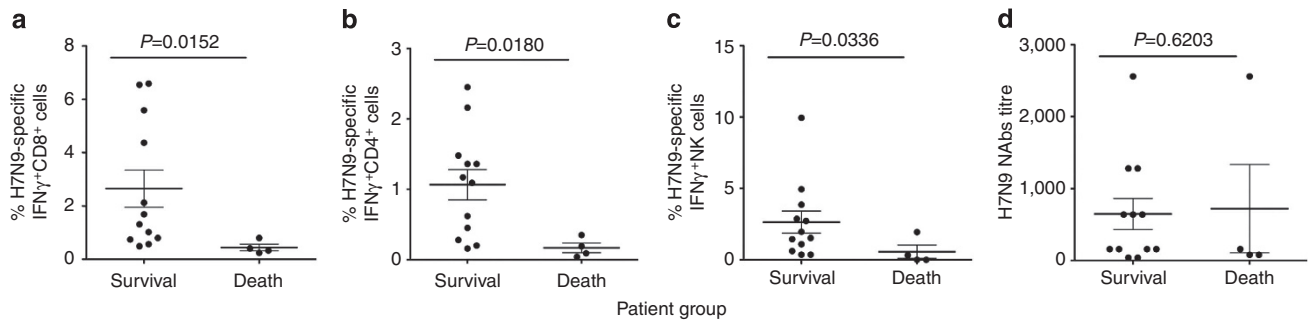 a
P=0.0152
% H7N9-specific
IFNγ⁺CD8⁺ cells
8
6
4
2
0
Survival Death
b
P=0.0180
% H7N9-specific
IFNγ⁺CD4⁺ cells
3
2
1
0
Survival Death
c
P=0.0336
% H7N9-specific
IFNγ⁺NK cells
15
10
5
0
Survival Death
d
P=0.6203
H7N9 NAbs titre
3,000
2,000
1,000
0
Survival Death
Patient group